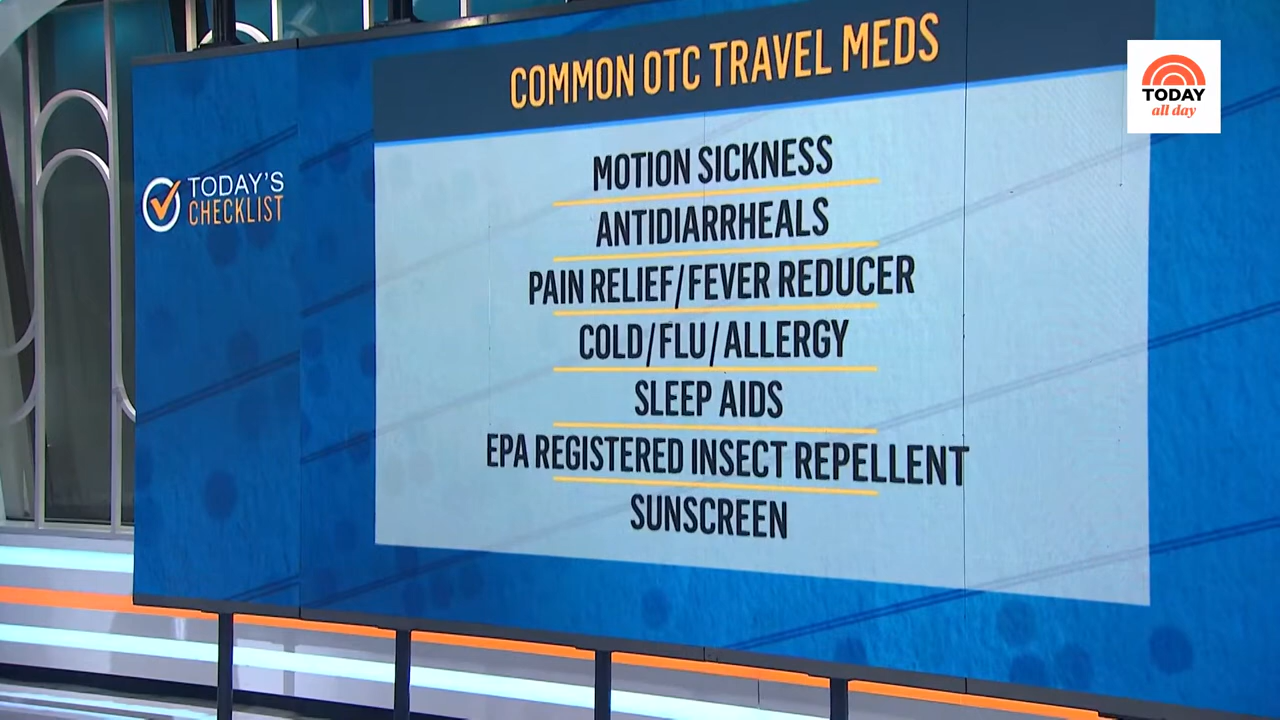 COMMON OTC TRAVEL MEDS
TODAY
all day
TODAY'S
CHECKLIST
MOTION SICKNESS
ANTIDIARRHEALS
PAIN RELIEF/FEVER REDUCER
COLD/FLU/ALLERGY
SLEEP AIDS
EPA REGISTERED INSECT REPELLENT
SUNSCREEN